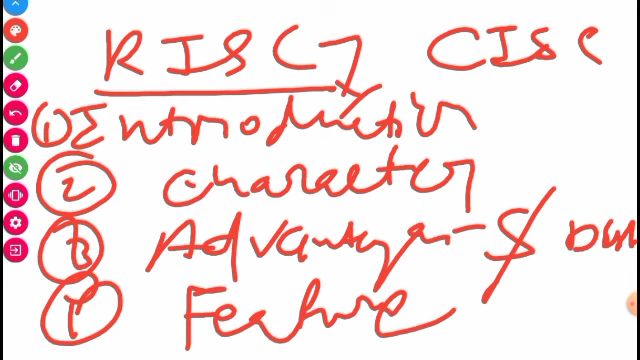 RISC CISC
① Introduction
② Character
③ Advantages
④ Feature